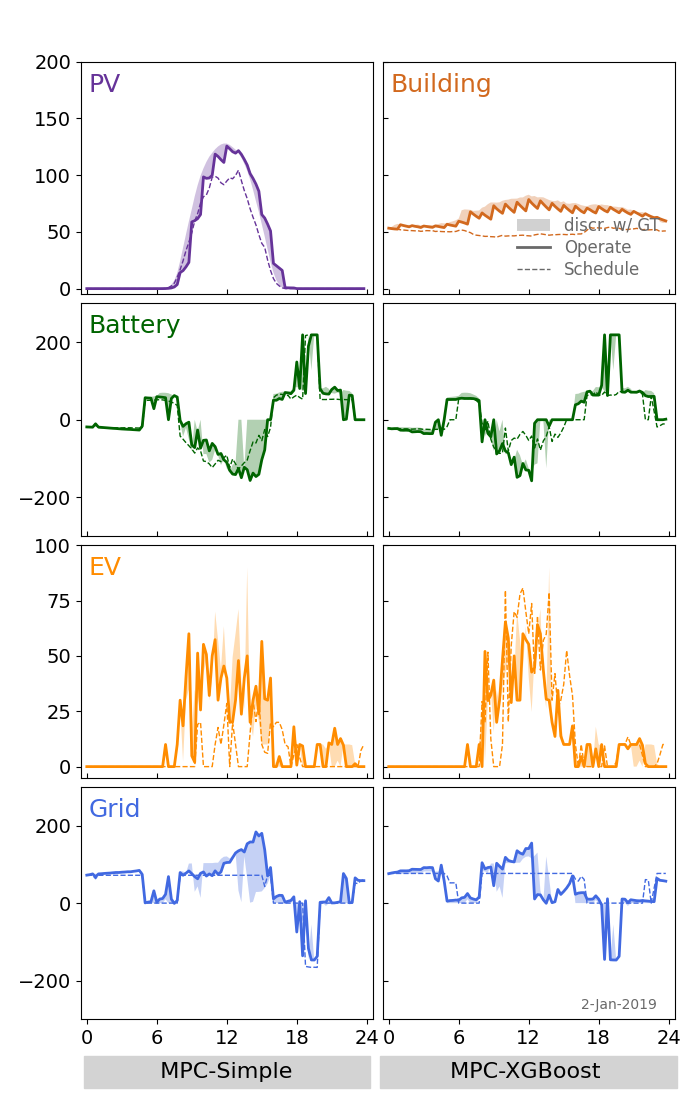 200
150
100
50
0
PV
Building
discr. w/ GT
Operate
Schedule
200
0
−200
Battery
100
75
50
25
0
EV
200
0
−200
Grid
2-Jan-2019
0 6 12 18 24 0 6 12 18 24
MPC-Simple MPC-XGBoost